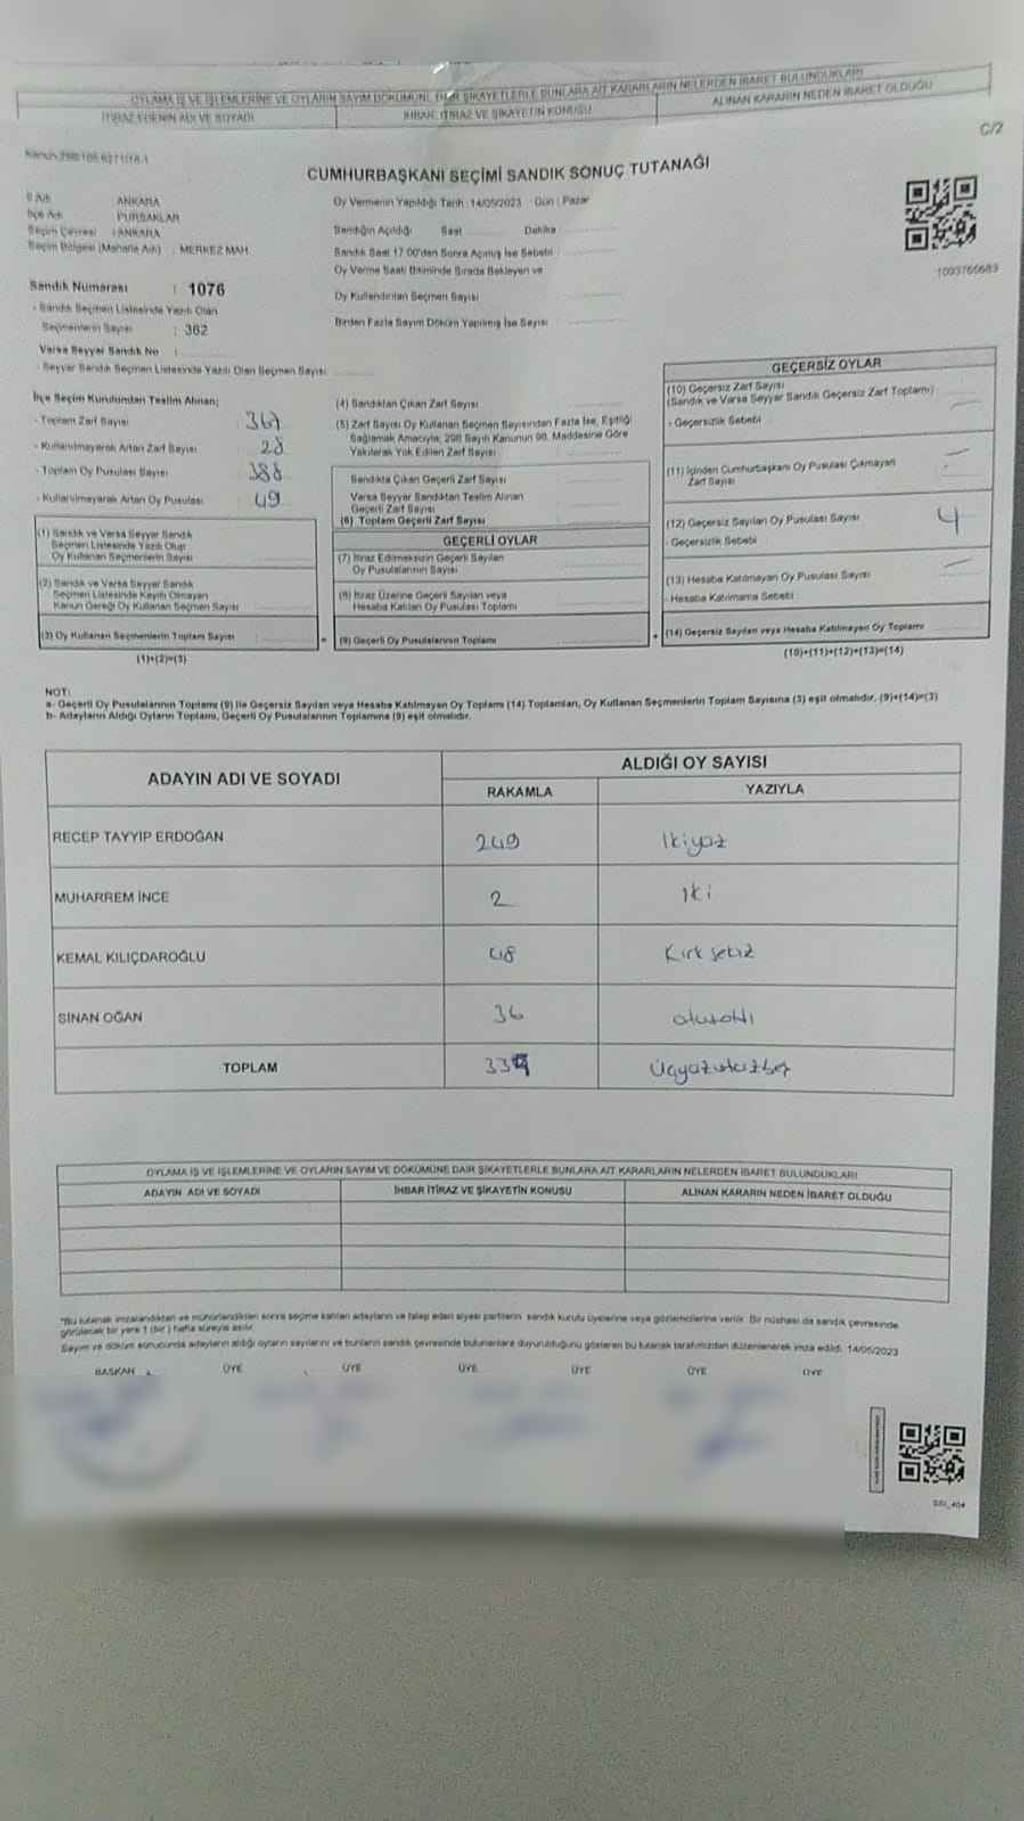 OYLAMA İŞ VE İŞLEMLERİNE VE OYLARIN SAYIM DÖKÜMÜNE DAİR ŞİKAYETLERLE BUNLARA AİT KARARLARIN NELERDEN İBARET BULUNDUKLARI
İTİRAZ EDENİN ADI VE SOYADI
İHBAR, İTİRAZ VE ŞİKAYETİN KONUSU
ALINAN KARARIN NEDEN İBARET OLDUĞU
C/2
CUMHURBAŞKANI SEÇİMİ SANDIK SONUÇ TUTANAĞI
İl Adı : ANKARA
İlçe Adı : PURSAKLAR
Seçim Çevresi : ANKARA
Seçim Bölgesi (Mahalle Adı) : MERKEZ MAH.
Sandık Numarası : 1076
- Sandık Seçmen Listesinde Yazılı Olan
Seçmenlerin Sayısı : 362
Varsa Seyyar Sandık No :
- Seyyar Sandık Seçmen Listesinde Yazılı Olan Seçmen Sayısı
Oy Vermenin Yapıldığı Tarih : 14/05/2023 Gün : Pazar
Sandığın Açıldığı Saat Dakika
Sandık Saat 17.00'den Sonra Açılmış İse Sebebi
Oy Verme Saati Bitiminde Sırada Bekleyen ve
Oy Kullandırılan Seçmen Sayısı
Birden Fazla Sayım Döküm Yapılmış İse Sayısı
İlçe Seçim Kurulundan Teslim Alınan;
- Toplam Zarf Sayısı 367
- Kullanılmayarak Artan Zarf Sayısı 28
- Toplam Oy Pusulası Sayısı 388
- Kullanılmayarak Artan Oy Pusulası 49
(1) Sandık ve Varsa Seyyar Sandık
Seçmen Listesinde Yazılı Olup
Oy Kullanan Seçmenlerin Sayısı
(2) Sandık ve Varsa Seyyar Sandık
Seçmen Listesinde Kayıtlı Olmayan
Kanun Gereği Oy Kullanan Seçmen Sayısı
(3) Oy Kullanan Seçmenlerin Toplam Sayısı
(1)+(2)=(3)
(4) Sandıktan Çıkan Zarf Sayısı
(5) Zarf Sayısı Oy Kullanan Seçmen Sayısından Fazla İse, Eşitliği
Sağlamak Amacıyla, 298 Sayılı Kanunun 98. Maddesine Göre
Yakılarak Yok Edilen Zarf Sayısı
Sandıkta Çıkan Geçerli Zarf Sayısı
Varsa Seyyar Sandıktan Teslim Alınan
Geçerli Zarf Sayısı
(6) Toplam Geçerli Zarf Sayısı
GEÇERLİ OYLAR
(7) İtiraz Edilmeksizin Geçerli Sayılan
Oy Pusulalarının Sayısı
(8) İtiraz Üzerine Geçerli Sayılan veya
Hesaba Katılan Oy Pusulası Toplamı
(9) Geçerli Oy Pusulalarının Toplamı
GEÇERSİZ OYLAR
(10) Geçersiz Zarf Sayısı
(Sandık ve Varsa Seyyar Sandık Geçersiz Zarf Toplamı)
- Geçersizlik Sebebi
(11) İçinden Cumhurbaşkanı Oy Pusulası Çıkmayan
Zarf Sayısı
(12) Geçersiz Sayılan Oy Pusulası Sayısı 4
- Geçersizlik Sebebi
(13) Hesaba Katılmayan Oy Pusulası Sayısı
- Hesaba Katılmama Sebebi
(14) Geçersiz Sayılan veya Hesaba Katılmayan Oy Toplamı
(10)+(11)+(12)+(13)=(14)
NOT:
a- Geçerli Oy Pusulalarının Toplamı (9) ile Geçersiz Sayılan veya Hesaba Katılmayan Oy Toplamı (14) Toplamları, Oy Kullanan Seçmenlerin Toplam Sayısına (3) eşit olmalıdır. (9)+(14)=(3)
b- Adayların Aldığı Oyların Toplamı, Geçerli Oy Pusulalarının Toplamına (9) eşit olmalıdır.
ADAYIN ADI VE SOYADI
ALDIĞI OY SAYISI
RAKAMLA
YAZIYLA
RECEP TAYYIP ERDOĞAN 249 İkiyüz
MUHARREM İNCE 2 iki
KEMAL KILIÇDAROĞLU 48 Kırk sekiz
SİNAN OĞAN 36 otuzaltı
TOPLAM 335 Üçyüzotuzbeş
OYLAMA İŞ VE İŞLEMLERİNE VE OYLARIN SAYIM VE DÖKÜMÜNE DAİR ŞİKAYETLERLE BUNLARA AİT KARARLARIN NELERDEN İBARET BULUNDUKLARI
ADAYIN ADI VE SOYADI
İHBAR İTİRAZ VE ŞİKAYETİN KONUSU
ALINAN KARARIN NEDEN İBARET OLDUĞU
*Bu tutanak imzalandıktan ve mühürlendikten sonra seçime katılan adayların ve talep eden siyasi partilerin sandık kurulu üyelerine veya gözlemcilerine verilir. Bir nüshası da sandık çevresinde
görülecek bir yere 1 (bir) hafta süreyle asılır.
Sayım ve döküm sonucunda adayların aldığı oyların sayılarını ve bunların sandık çevresinde bulunanlara duyurulduğunu gösteren bu tutanak tarafımızdan düzenlenerek imza edildi. 14/05/2023
BAŞKAN ÜYE ÜYE ÜYE ÜYE ÜYE ÜYE